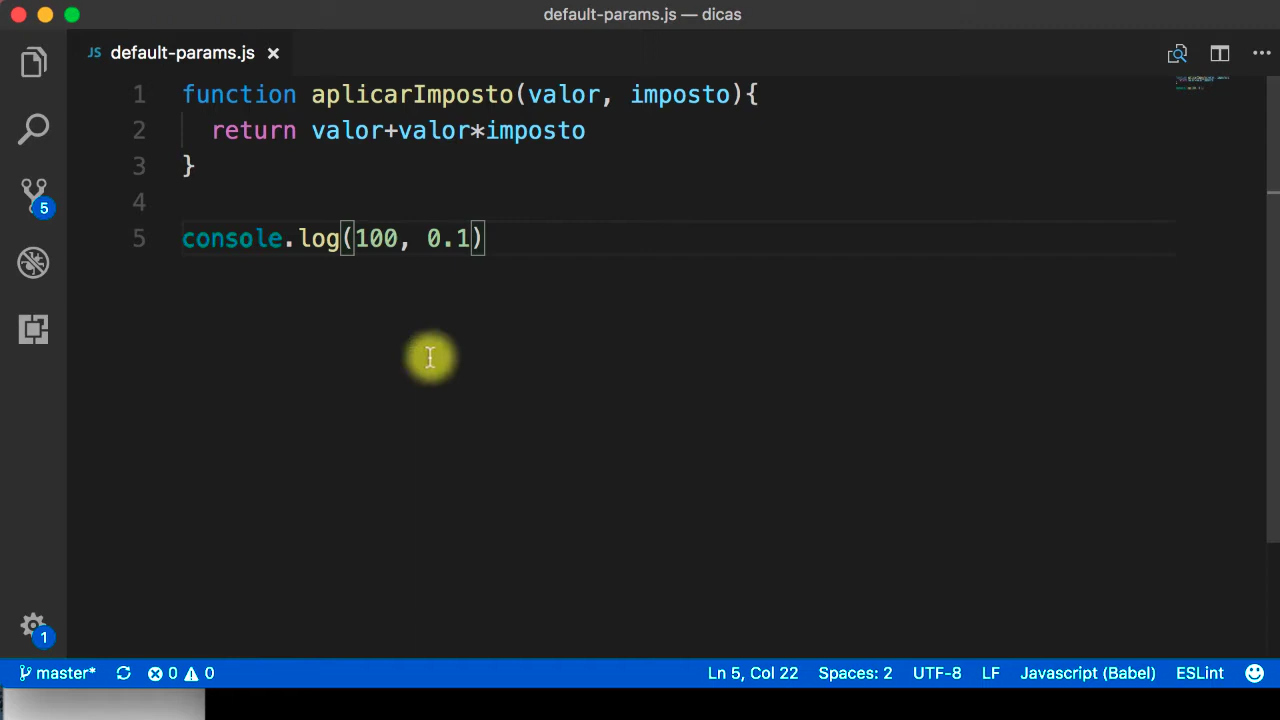 default-params.js — dicas
JS default-params.js ×
1 function aplicarImposto(valor, imposto){
2 return valor+valor*imposto
3 }
4
5 console.log(100, 0.1)
5
1
master* 0 0 Ln 5, Col 22 Spaces: 2 UTF-8 LF Javascript (Babel) ESLint